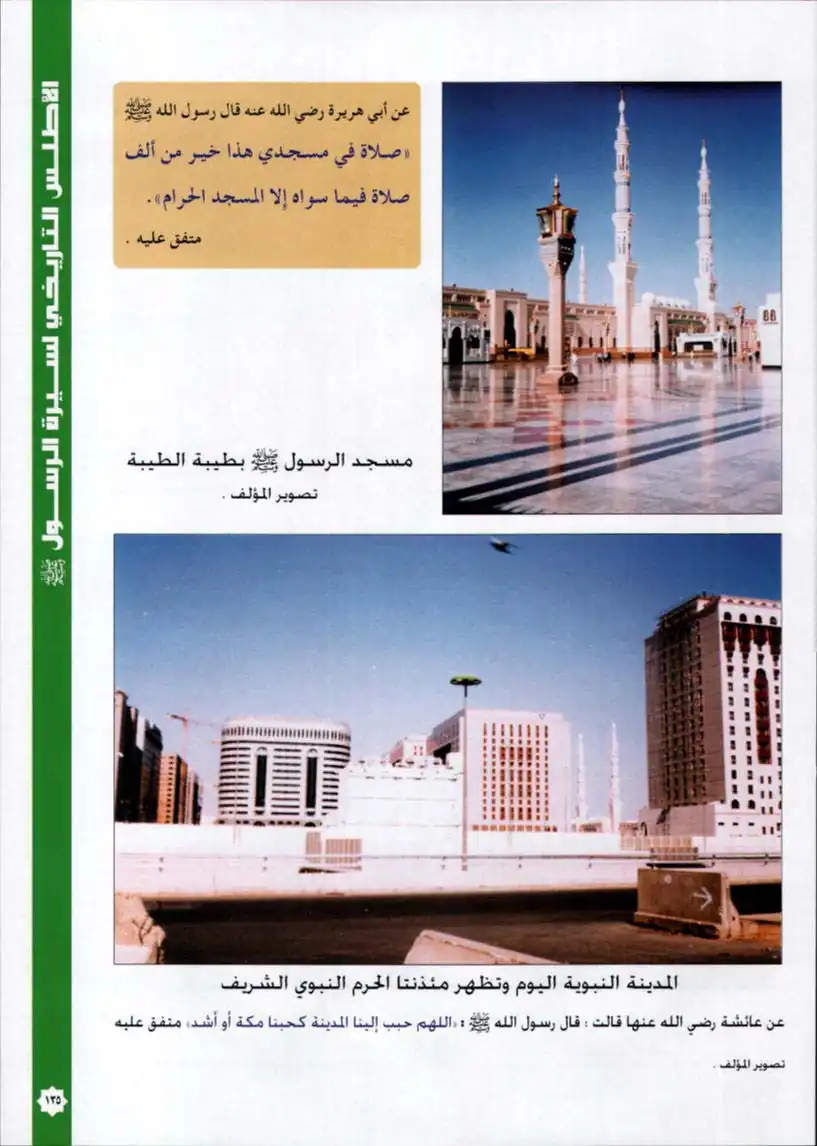 الأطلس التاريخي لسيرة الرسول ﷺ
عن أبي هريرة رضي الله عنه قال رسول الله ﷺ
«صلاة في مسجدي هذا خير من ألف
صلاة فيما سواه إلا المسجد الحرام».
متفق عليه .
مسجد الرسول ﷺ بطيبة الطيبة
تصوير المؤلف .
المدينة النبوية اليوم وتظهر مئذنتا الحرم النبوي الشريف
عن عائشة رضي الله عنها قالت : قال رسول الله ﷺ : «اللهم حبب إلينا المدينة كحبنا مكة أو أشد» متفق عليه
تصوير المؤلف .
١٣٥